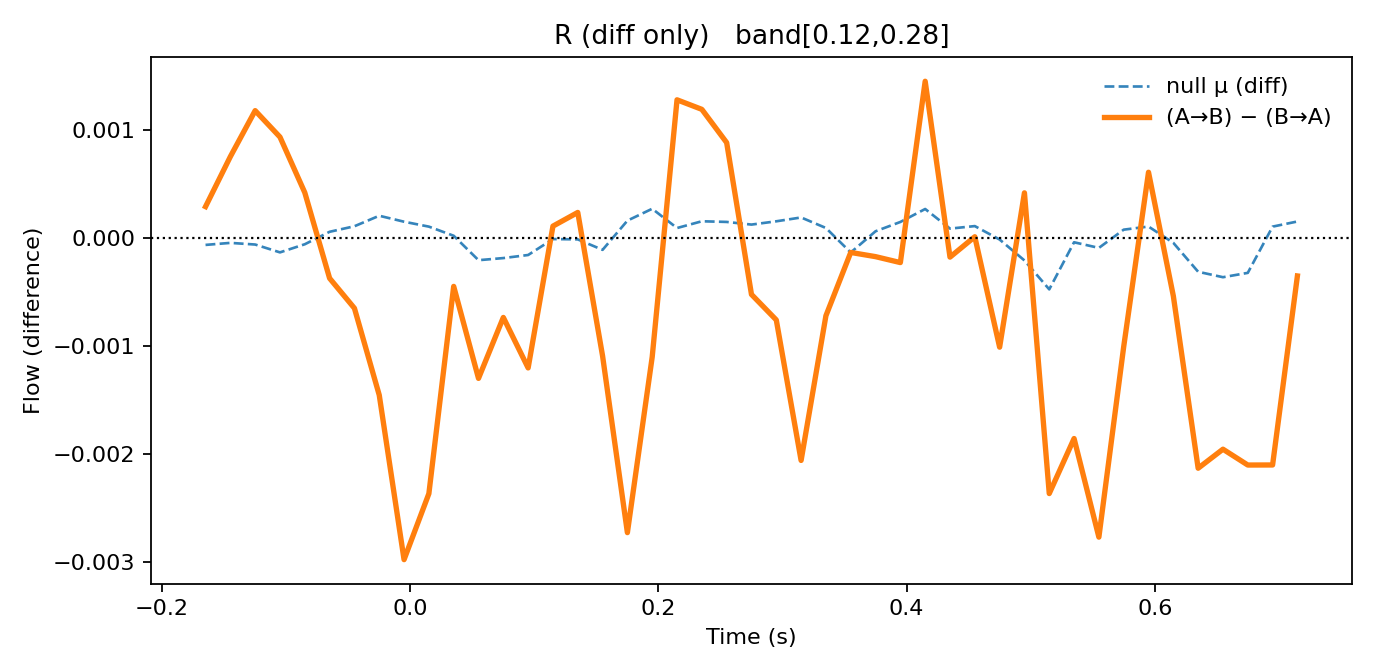 R (diff only)   band[0.12,0.28]
null μ (diff)
(A→B) − (B→A)
Flow (difference)
0.001
0.000
−0.001
−0.002
−0.003
−0.2
0.0
0.2
0.4
0.6
Time (s)